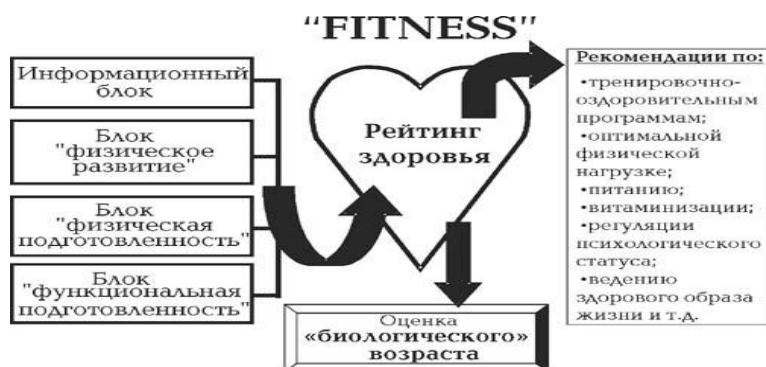 "FITNESS"
Информационный
блок
Блок
"физическое
развитие"
Блок
"физическая
подготовленность"
Блок
"функциональная
подготовленность"
Рейтинг
здоровья
Оценка
«биологического»
возраста
Рекомендации по:
•тренировочно-
оздоровительным
программам;
•оптимальной
физической
нагрузке;
•питанию;
•витаминизации;
•регуляции
психологического
статуса;
•ведению
здорового образа
жизни и т.д.